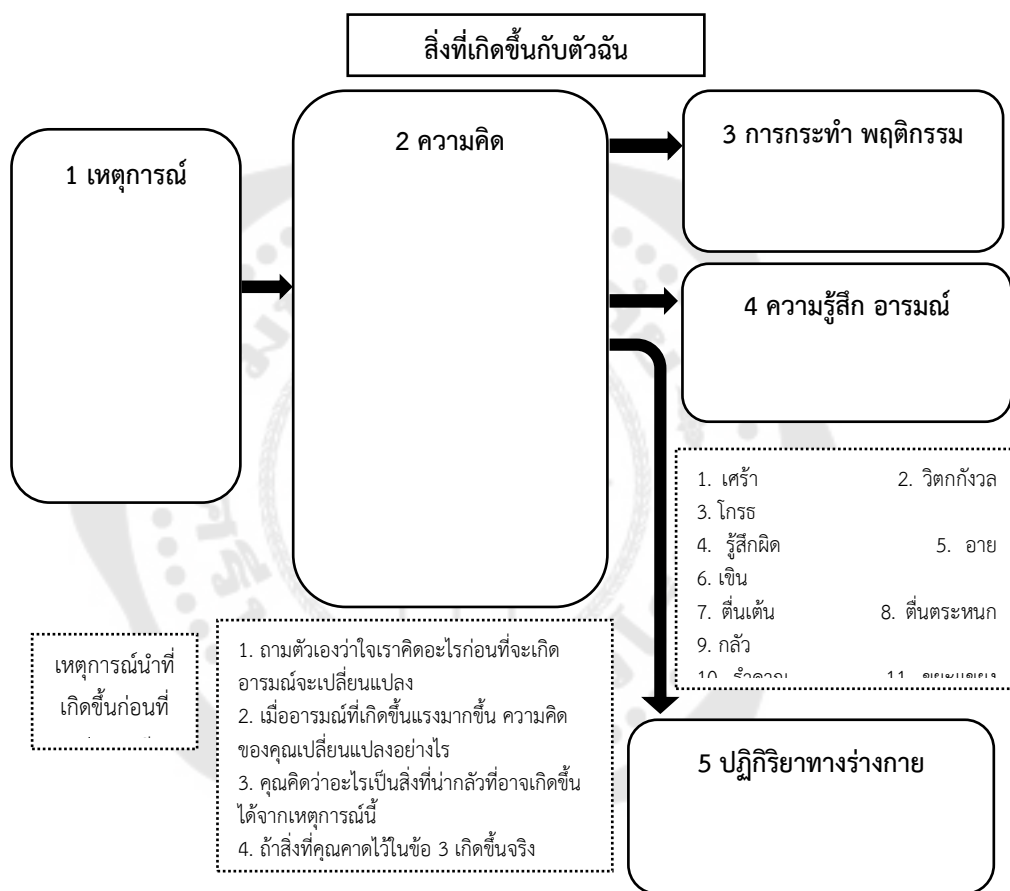 สิ่งที่เกิดขึ้นกับตัวฉัน
1 เหตุการณ์
2 ความคิด
3 การกระทำ พฤติกรรม
4 ความรู้สึก อารมณ์
1. เศร้า 2. วิตกกังวล
3. โกรธ
4. รู้สึกผิด 5. อาย
6. เขิน
7. ตื่นเต้น 8. ตื่นตระหนก
9. กลัว
10. รำคาญ 11. ขยะแขยง
เหตุการณ์นำที่
เกิดขึ้นก่อนที่
1. ถามตัวเองว่าใจเราคิดอะไรก่อนที่จะเกิด
อารมณ์จะเปลี่ยนแปลง
2. เมื่ออารมณ์ที่เกิดขึ้นแรงมากขึ้น ความคิด
ของคุณเปลี่ยนแปลงอย่างไร
3. คุณคิดว่าอะไรเป็นสิ่งที่น่ากลัวที่อาจเกิดขึ้น
ได้จากเหตุการณ์นี้
4. ถ้าสิ่งที่คุณคาดไว้ในข้อ 3 เกิดขึ้นจริง
5 ปฏิกิริยาทางร่างกาย